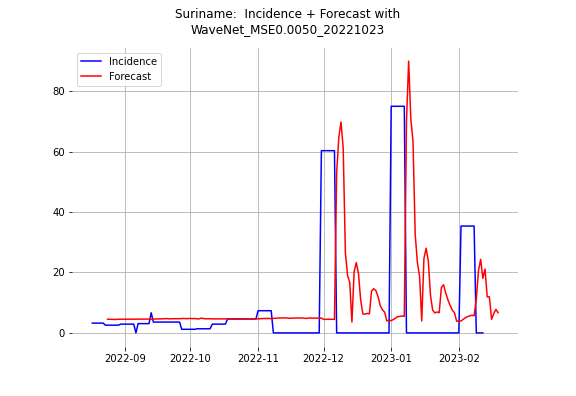 Suriname:  Incidence + Forecast with
WaveNet_MSE0.0050_20221023
Incidence
Forecast
80
60
40
20
0
2022-09
2022-10
2022-11
2022-12
2023-01
2023-02